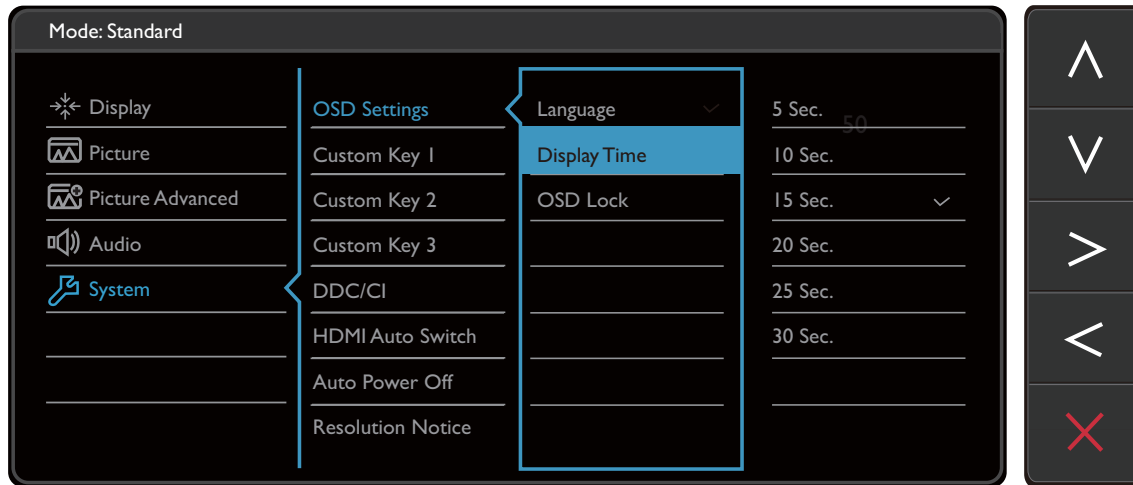 Mode: Standard
Display
Picture
Picture Advanced
Audio
System
OSD Settings
Custom Key 1
Custom Key 2
Custom Key 3
DDC/CI
HDMI Auto Switch
Auto Power Off
Resolution Notice
Language
Display Time
OSD Lock
5 Sec.
50
10 Sec.
15 Sec.
20 Sec.
25 Sec.
30 Sec.